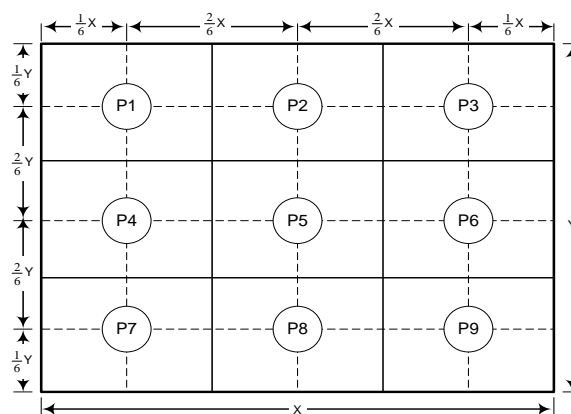 1/6 X 2/6 X 2/6 X 1/6 X
1/6 Y
P1 P2 P3
2/6 Y
P4 P5 P6 Y
2/6 Y
P7 P8 P9
1/6 Y
X